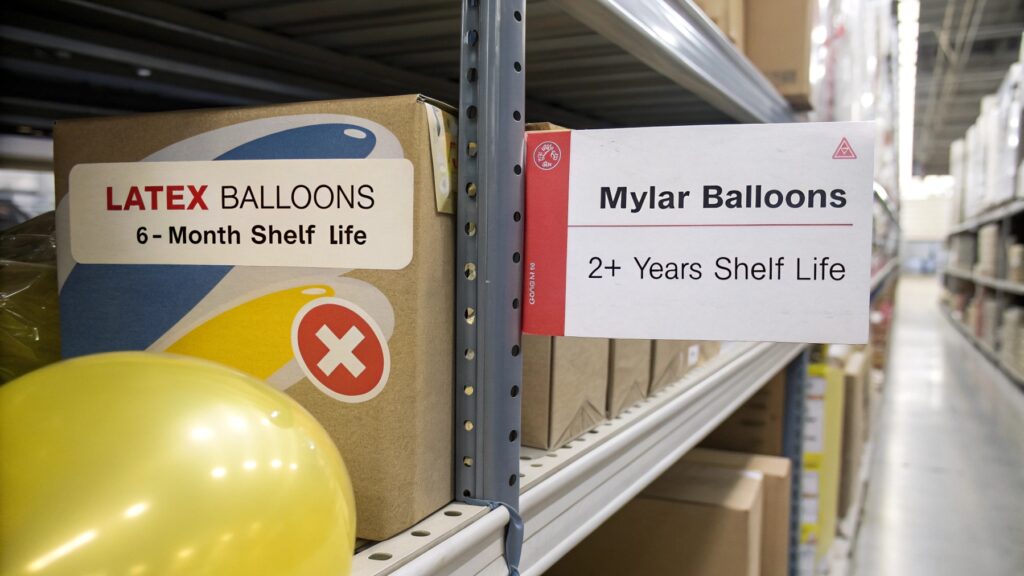 LATEX BALLOONS
6-Month Shelf life
Mylar Balloons
2+ Years Shelf Life